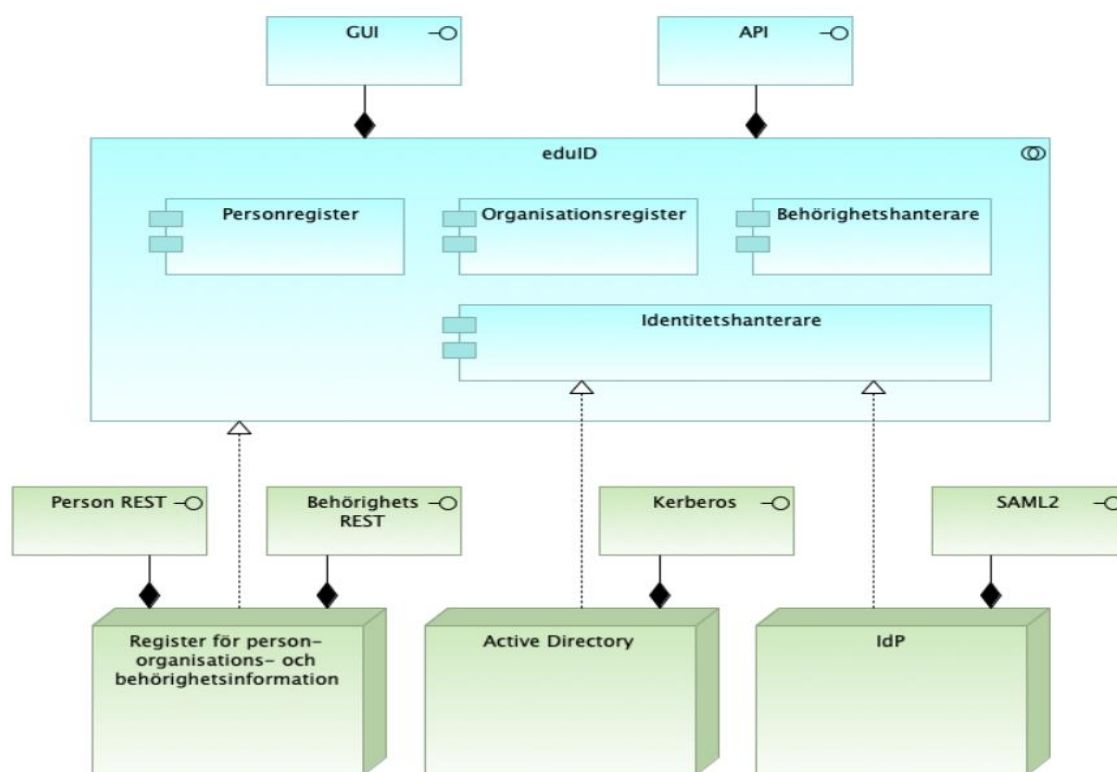 GUI
API
eduID
Personregister
Organisationsregister
Behörighetshanterare
Identitetshanterare
Person REST
Behörighets
REST
Kerberos
SAML2
Register för person-
organisations- och
behörighetsinformation
Active Directory
IdP